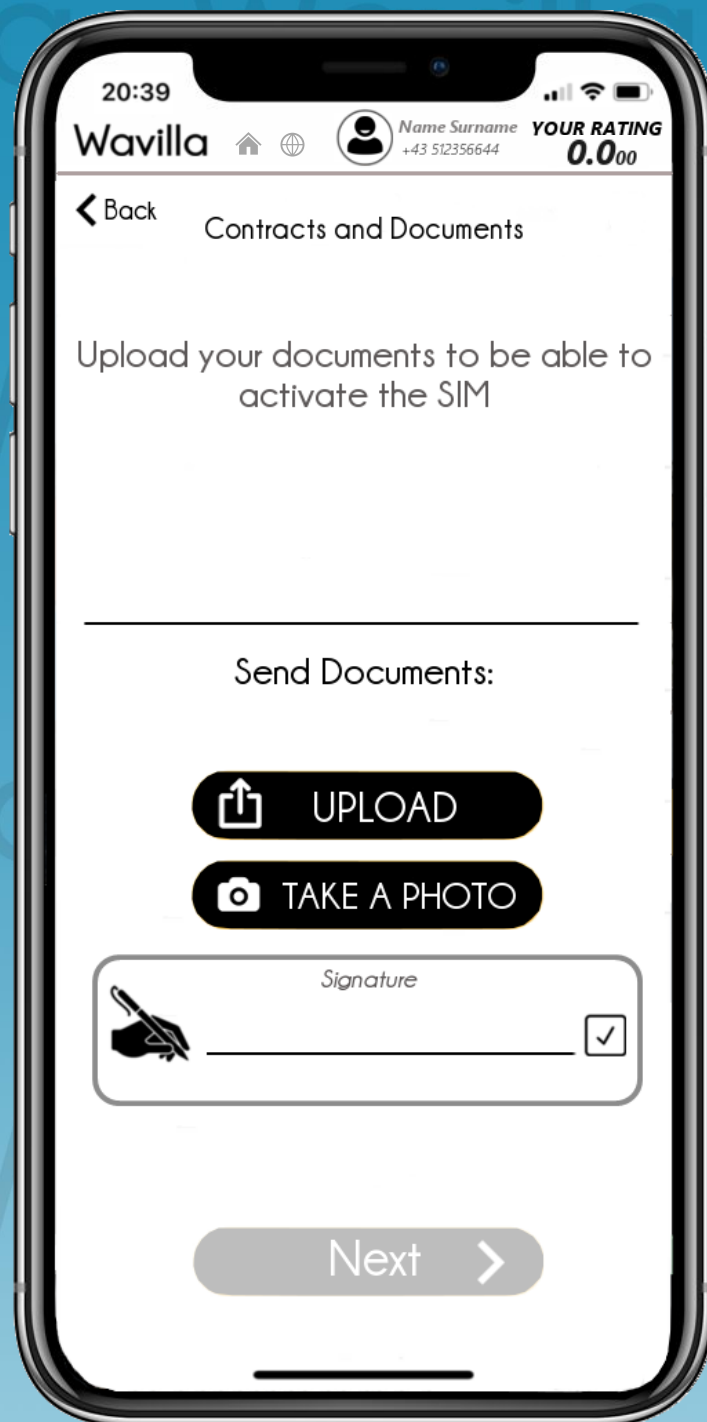 20:39
Wavilla
Name Surname
+43 512356644
YOUR RATING
0.000
Back
Contracts and Documents
Upload your documents to be able to
activate the SIM
Send Documents:
UPLOAD
TAKE A PHOTO
Signature
Next